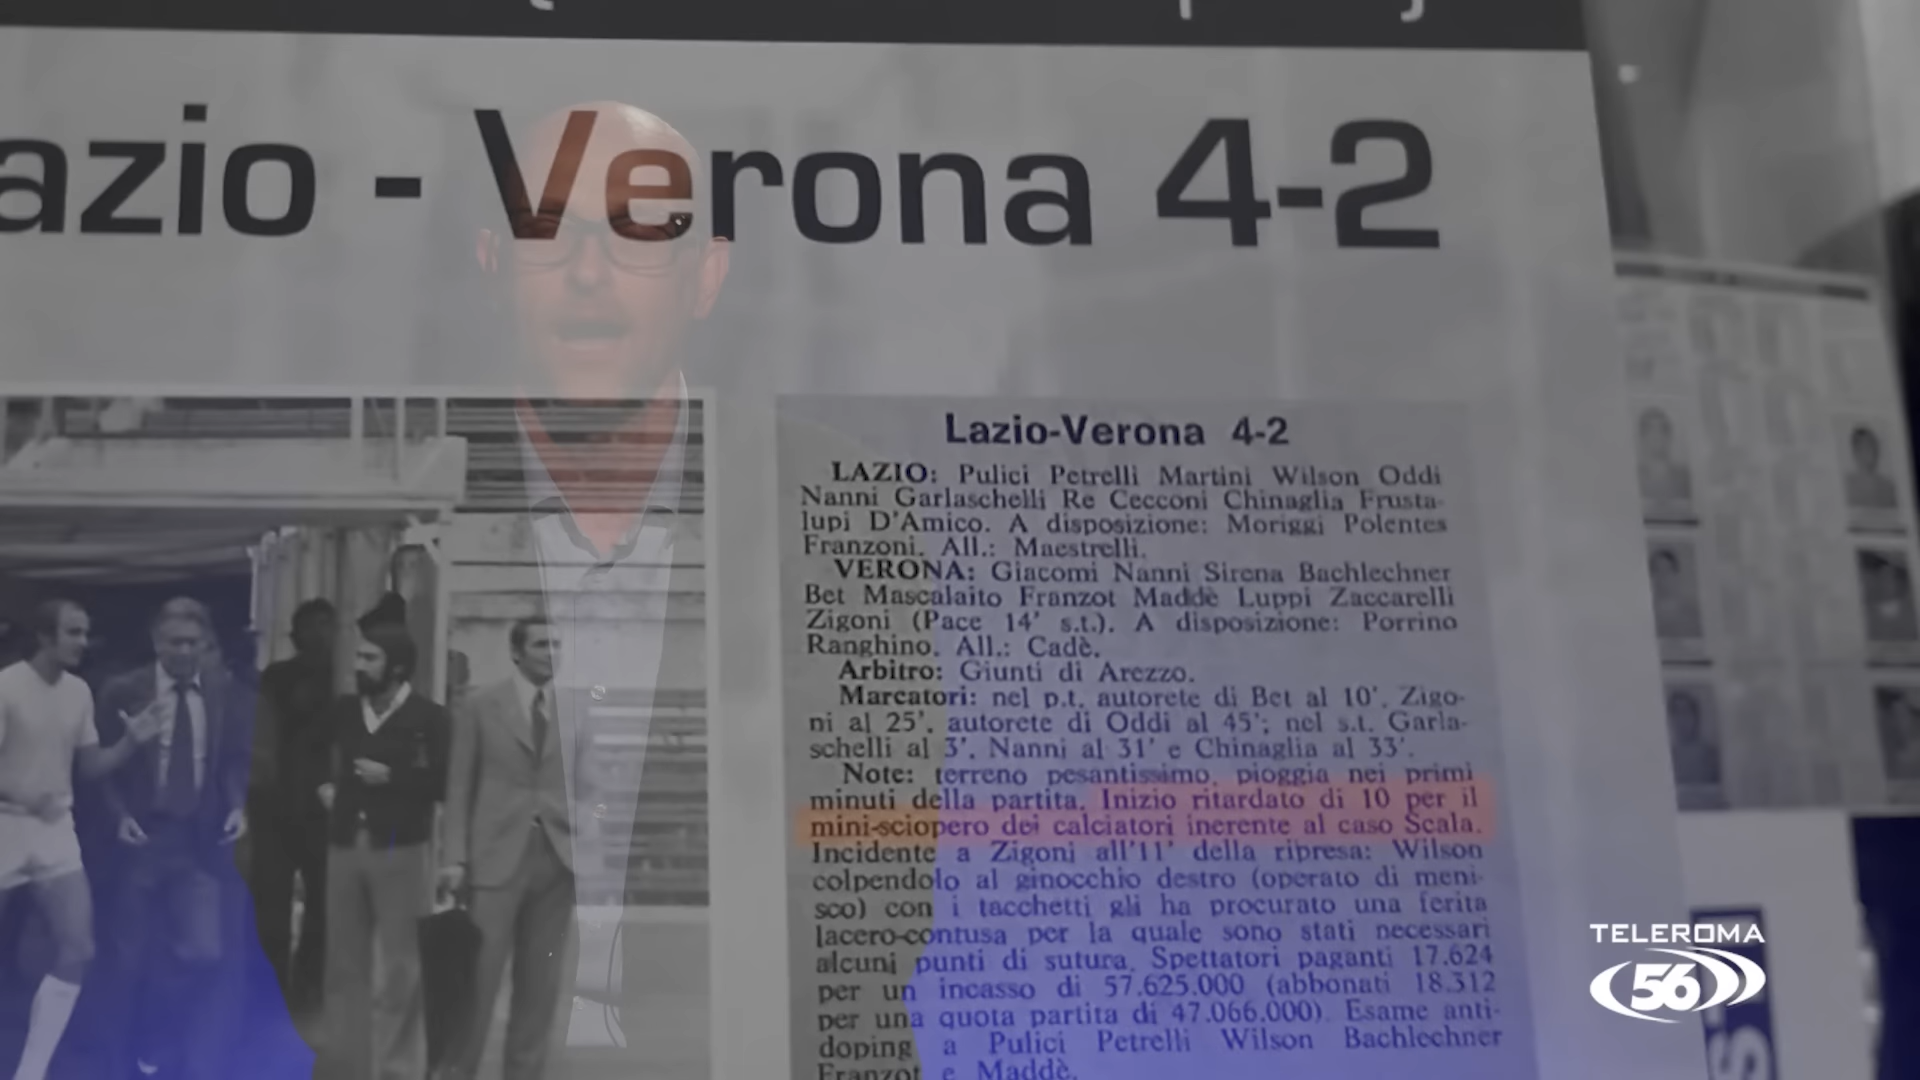 azio - Verona 4-2
Lazio-Verona 4-2
LAZIO: Pulici Petrelli Martini Wilson Oddi
Nanni Garlaschelli Re Cecconi Chinaglia Frusta-
lupi D'Amico. A disposizione: Moriggi Polentes
Franzoni. All.: Maestrelli.
VERONA: Giacomi Nanni Sirena Bachlechner
Bet Mascalaito Franzot Maddè Luppi Zaccarelli
Zigoni (Pace 14' s.t.). A disposizione: Porrino
Ranghino. All.: Cadè.
Arbitro: Giunti di Arezzo.
Marcatori: nel p.t. autorete di Bet al 10', Zigo-
ni al 25', autorete di Oddi al 45'; nel s.t. Garla-
schelli al 3', Nanni al 31' e Chinaglia al 33'.
Note: terreno pesantissimo, pioggia nei primi
minuti della partita. Inizio ritardato di 10 per il
mini-sciopero dei calciatori inerente al caso Scala.
Incidente a Zigoni all'11' della ripresa: Wilson
colpendolo al ginocchio destro (operato di meni-
sco) con i tacchetti gli ha procurato una ferita
lacero-contusa per la quale sono stati necessari
alcuni punti di sutura. Spettatori paganti 17.624
per un incasso di 57.625.000 (abbonati 18.312
per una quota partita di 47.066.000). Esame anti-
doping a Pulici Petrelli Wilson Bachlechner
Franzot e Maddè.
TELEROMA
56